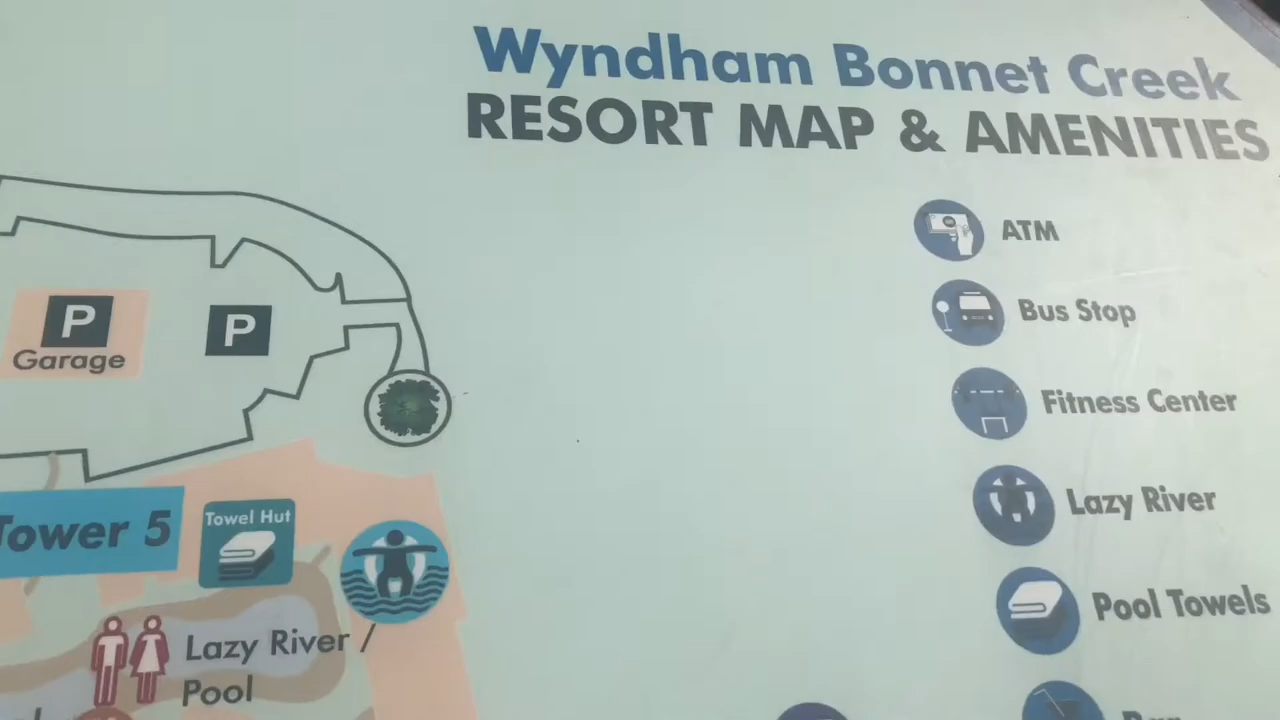 Wyndham Bonnet Creek
RESORT MAP & AMENITIES
ATM
Bus Stop
P
P
Garage
Fitness Center
Lazy River
Tower 5
Towel Hut
Pool Towels
Lazy River /
Pool